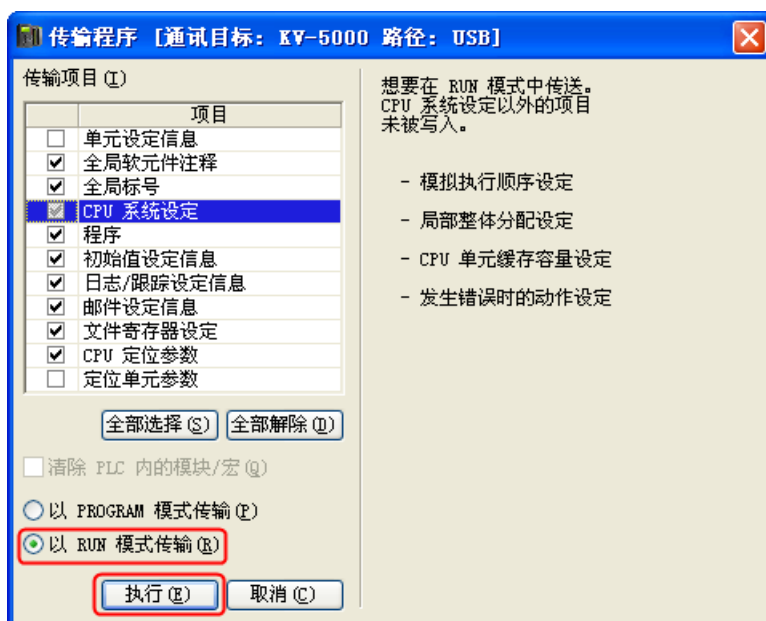 传输程序 [通讯目标: KV-5000 路径: USB]
传输项目(I)
项目
单元设定信息
全局软元件注释
全局标号
CPU 系统设定
程序
初始值设定信息
日志/跟踪设定信息
邮件设定信息
文件寄存器设定
CPU 定位参数
定位单元参数
全部选择(S) 全部解除(D)
清除 PLC 内的模块/宏(Q)
以 PROGRAM 模式传输(P)
以 RUN 模式传输(R)
执行(E) 取消(C)
想要在 RUN 模式中传送。
CPU 系统设定以外的项目
未被写入。
- 模拟执行顺序设定
- 局部整体分配设定
- CPU 单元缓存容量设定
- 发生错误时的动作设定